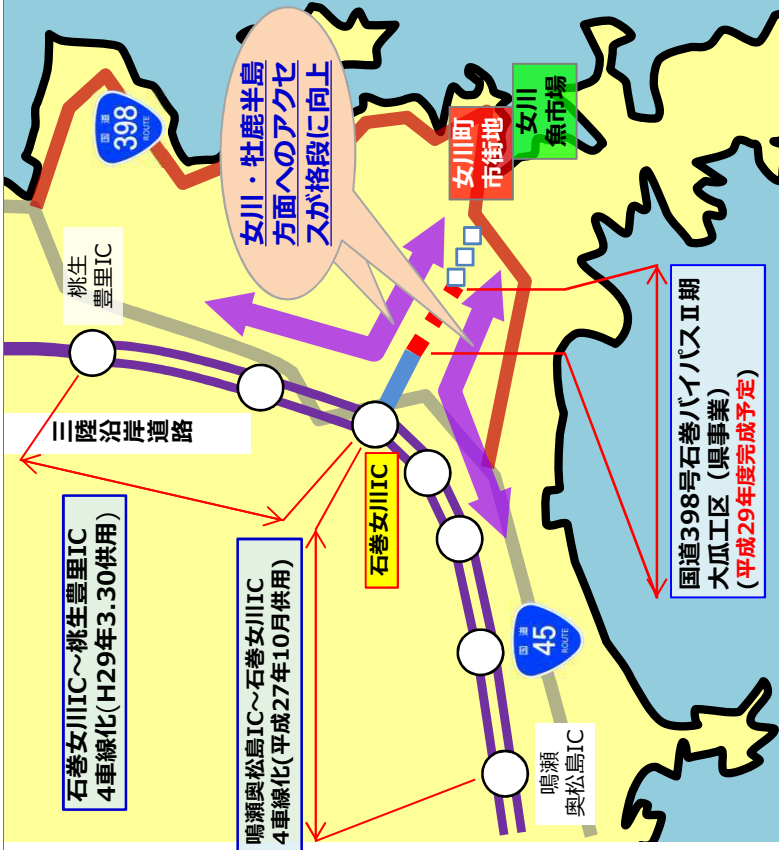 女川・牡鹿半島
方面へのアクセ
スが格段に向上
国道
398
ROUTE
女川町
市街地
女川
魚市場
桃生
豊里IC
三陸沿岸道路
石巻女川IC
石巻女川IC～桃生豊里IC
4車線化(H29年3.30供用)
鳴瀬奥松島IC～石巻女川IC
4車線化(平成27年10月供用)
国道
45
ROUTE
鳴瀬
奥松島IC
国道398号石巻バイパスⅡ期
大瓜工区（県事業）
(平成29年度完成予定)